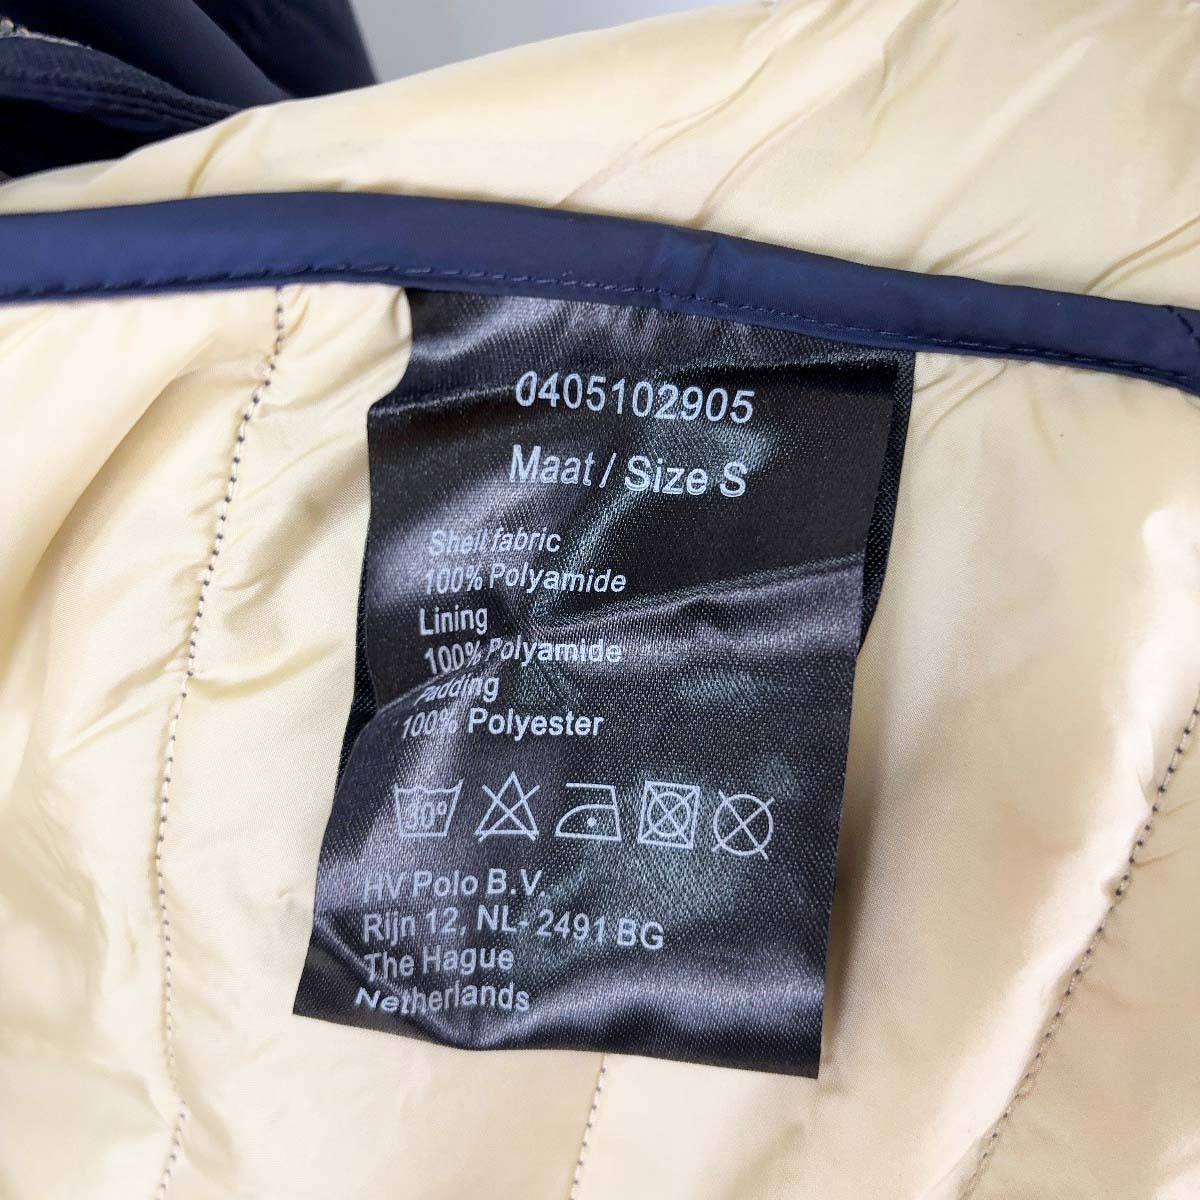 0405102905
Maat / Size S
Shell fabric
100% Polyamide
Lining
100% Polyamide
Padding
100% Polyester
30°
HV Polo B.V.
Rijn 12, NL- 2491 BG
The Hague
Netherlands